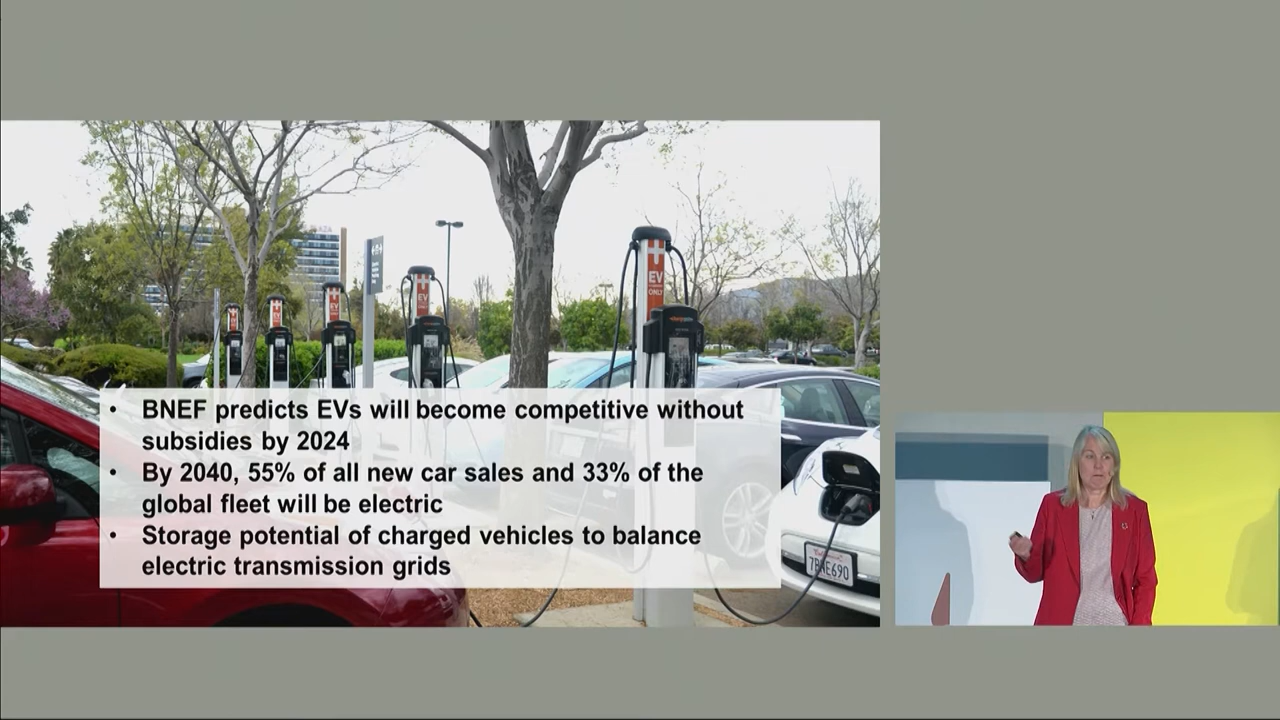 EV
ONLY
EV
EV
EV
EV
• BNEF predicts EVs will become competitive without
subsidies by 2024
• By 2040, 55% of all new car sales and 33% of the
global fleet will be electric
• Storage potential of charged vehicles to balance
electric transmission grids